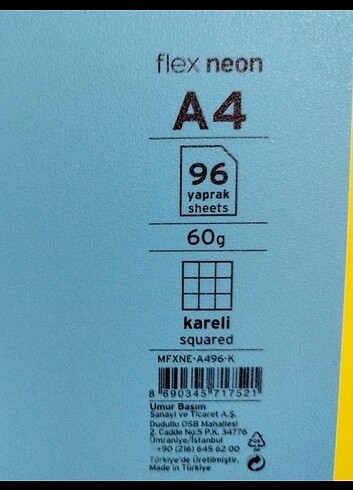 flex neon
A4
96
yaprak
sheets
60g
kareli
squared
MFXNE-A496-K
8 690345 717521
Umur Basım
Sanayi ve Ticaret A.Ş.
Dudullu OSB Mahallesi
2. Cadde No:5 P.K. 34776
Ümraniye/İstanbul
+90 (216) 645 62 00
Türkiye'de Üretilmiştir.
Made in Türkiye